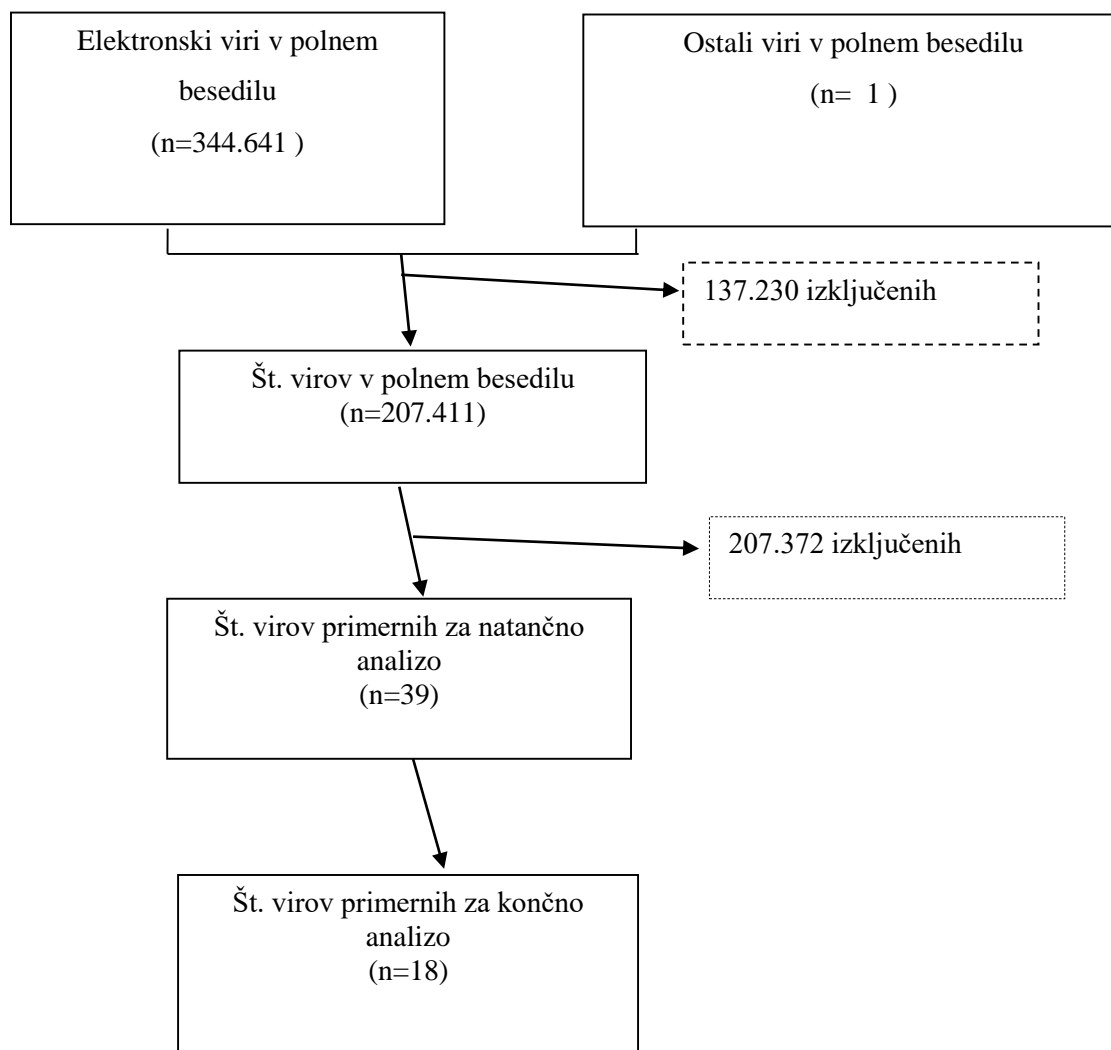 Elektronski viri v polnem
besedilu
(n=344.641 )
Ostali viri v polnem besedilu
(n=  1 )
137.230 izključenih
Št. virov v polnem besedilu
(n=207.411)
207.372 izključenih
Št. virov primernih za natančno
analizo
(n=39)
Št. virov primernih za končno
analizo
(n=18)